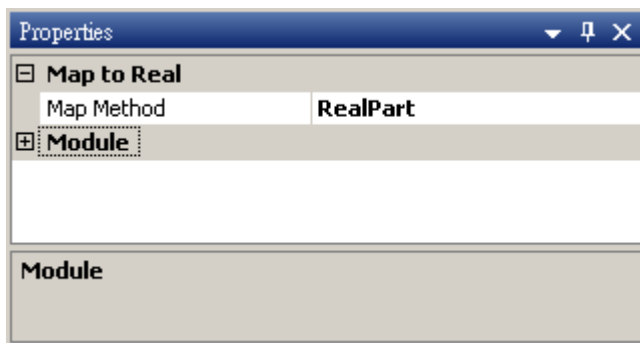 Properties
Map to Real
Map Method RealPart
Module
Module